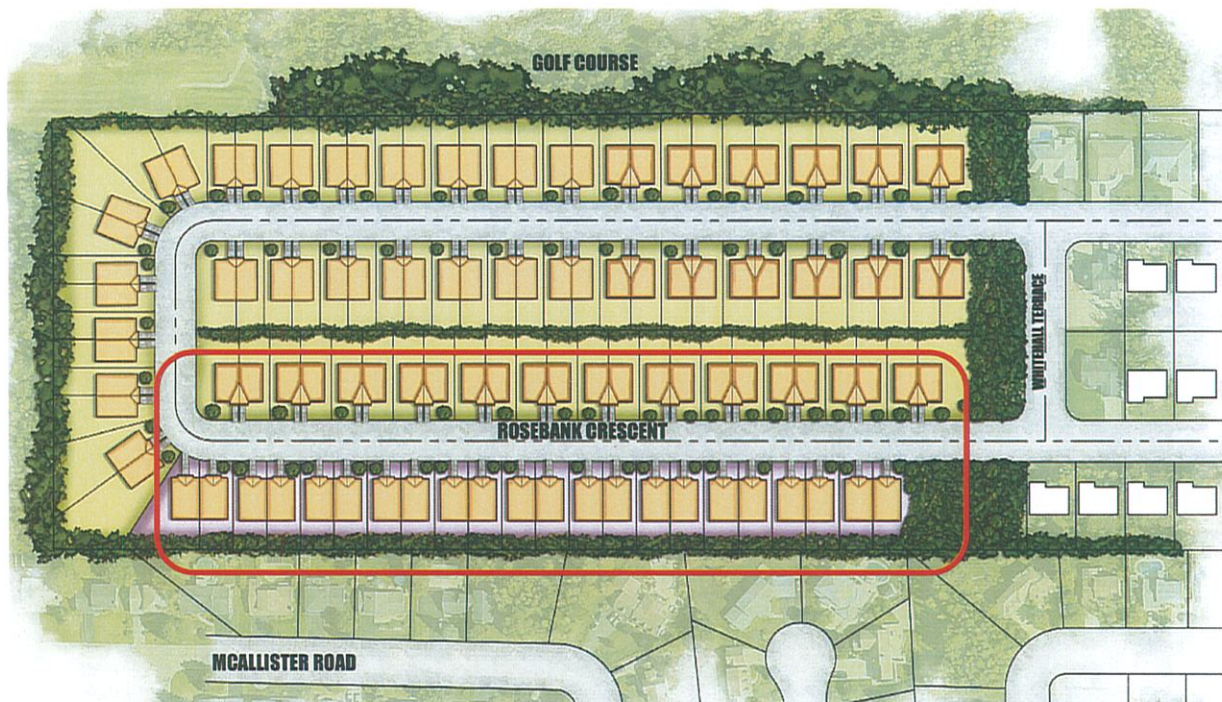 GOLF COURSE
WHITEHALL TERRACE
ROSEBANK CRESCENT
MCALLISTER ROAD